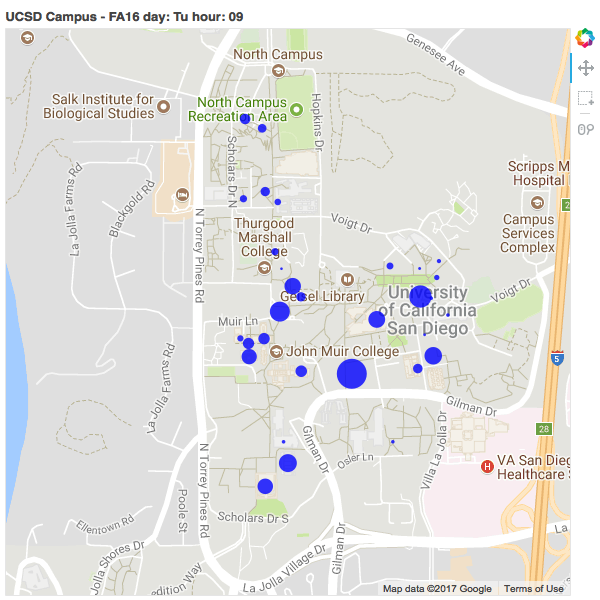 UCSD Campus - FA16 day: Tu hour: 09
Genesee Ave
North Campus
Salk Institute for
Biological Studies
North Campus
Recreation Area
Hopkins Dr
Scholars Dr N
La Jolla Farms Rd
Blackgold Rd
N Torrey Pines Rd
Scripps M
Hospital
2
Campus
Services
Complex
Voigt Dr
Thurgood
Marshall
College
Geisel Library
University
of California
San Diego
Voigt Dr
Muir Ln
John Muir College
5
La Jolla Farms Rd
Gilman Dr
Gilman Dr
Villa La Jolla Dr
28
N Torrey Pines Rd
Osler Ln
H
VA San Dieg
Healthcare S
Poole St
Ellentown Rd
Scholars Dr S
La Jolla Shores Dr
Gilman Dr
La
La Jolla Village Dr
edition Way
Map data ©2017 Google
Terms of Use